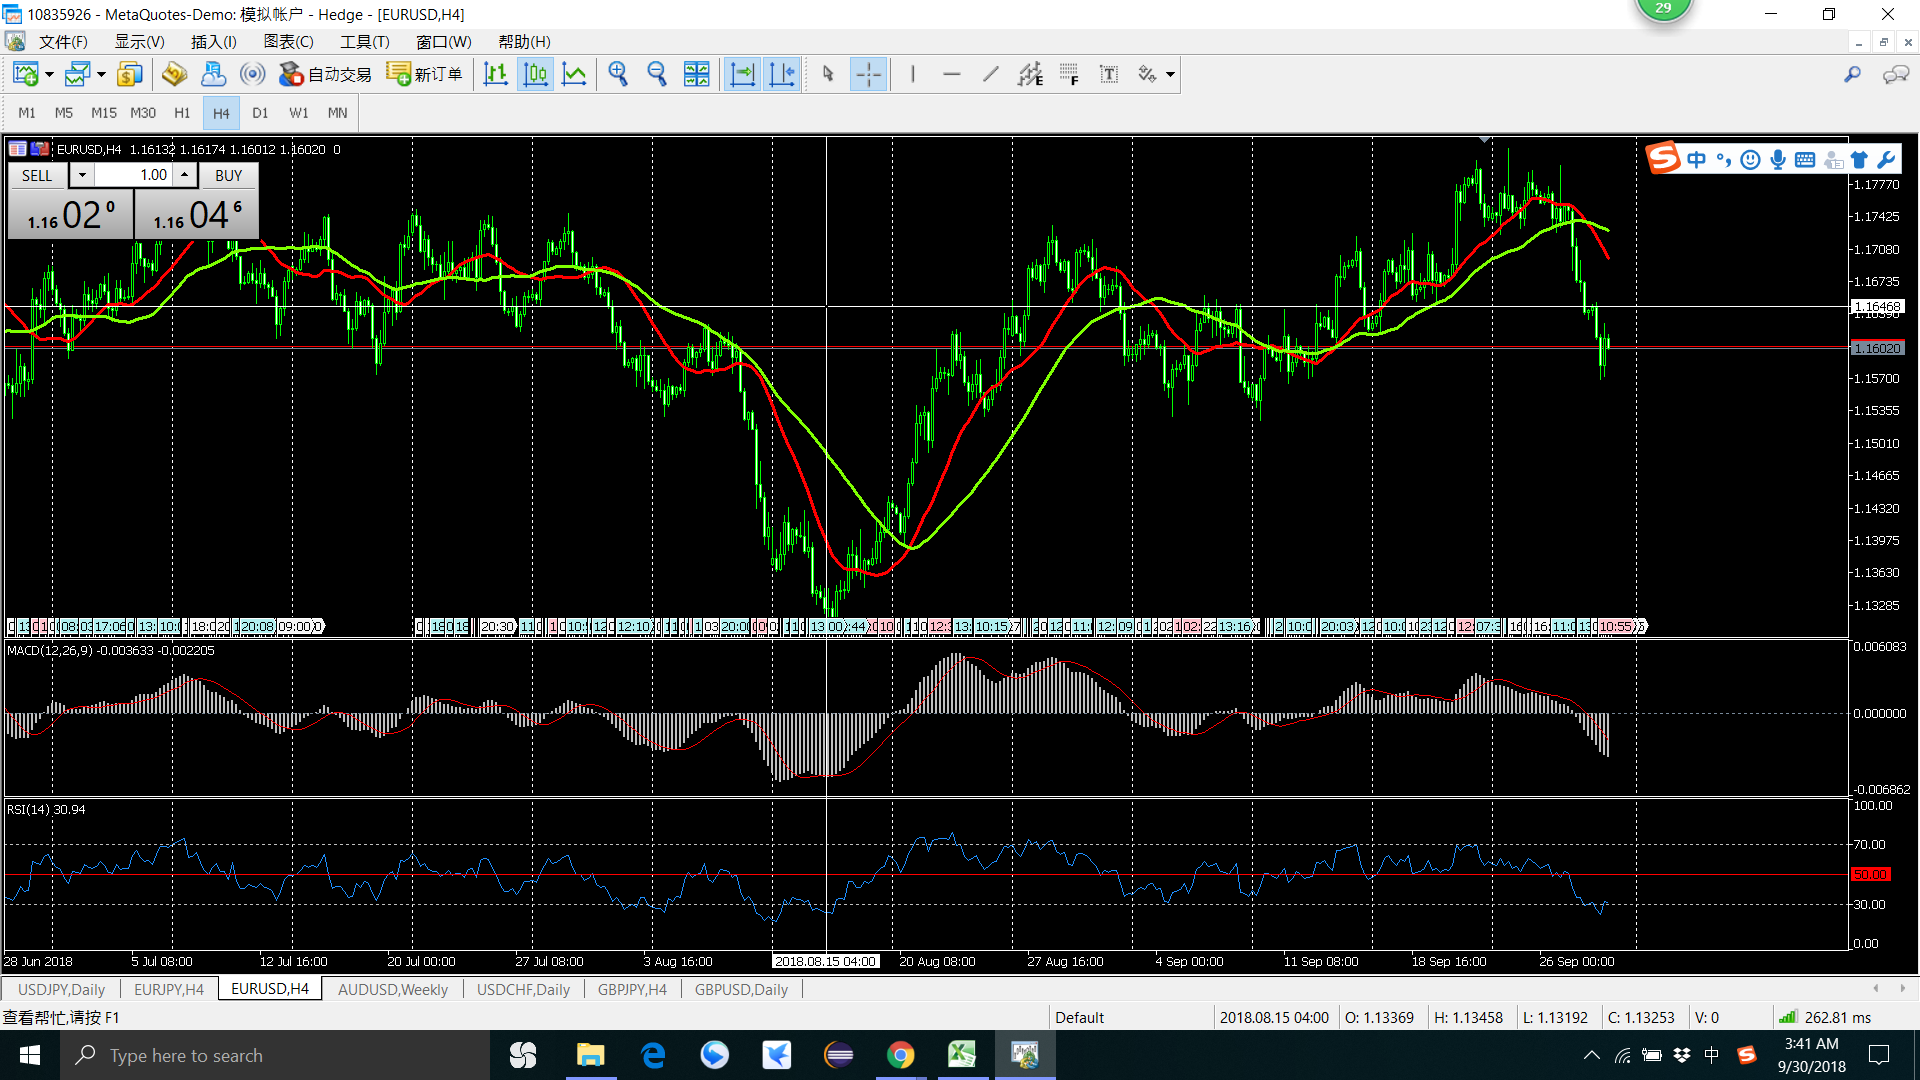 10835926 - MetaQuotes-Demo: 模拟帐户 - Hedge - [EURUSD,H4]
29
文件(F) 显示(V) 插入(I) 图表(C) 工具(T) 窗口(W) 帮助(H)
自动交易 新订单
M1 M5 M15 M30 H1 H4 D1 W1 MN
EURUSD,H4 1.16132 1.16174 1.16012 1.16020 0
SELL 1.00 BUY
1.16 02 0 1.16 04 6
中
1.17770
1.17425
1.17080
1.16735
1.16468
1.16390
1.16020
1.15700
1.15355
1.15010
1.14665
1.14320
1.13975
1.13630
1.13285
MACD(12,26,9) -0.003633 -0.002205
0.006083
0.000000
-0.006862
RSI(14) 30.94
100.00
70.00
50.00
30.00
0.00
28 Jun 2018 5 Jul 08:00 12 Jul 16:00 20 Jul 00:00 27 Jul 08:00 3 Aug 16:00 2018.08.15 04:00 20 Aug 08:00 27 Aug 16:00 4 Sep 00:00 11 Sep 08:00 18 Sep 16:00 26 Sep 00:00
USDJPY,Daily EURJPY,H4 EURUSD,H4 AUDUSD,Weekly USDCHF,Daily GBPJPY,H4 GBPUSD,Daily
查看帮忙,请按 F1 Default 2018.08.15 04:00 O: 1.13369 H: 1.13458 L: 1.13192 C: 1.13253 V: 0 262.81 ms
Type here to search
中
3:41 AM
9/30/2018